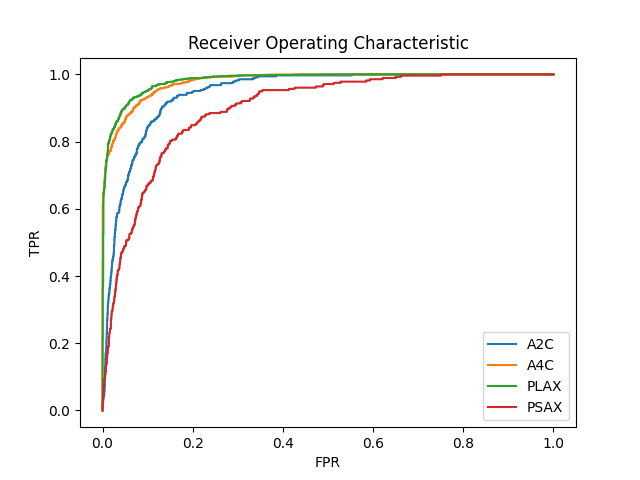 Receiver Operating Characteristic
TPR
1.0
0.8
0.6
0.4
0.2
0.0
0.0 0.2 0.4 0.6 0.8 1.0
FPR
A2C
A4C
PLAX
PSAX